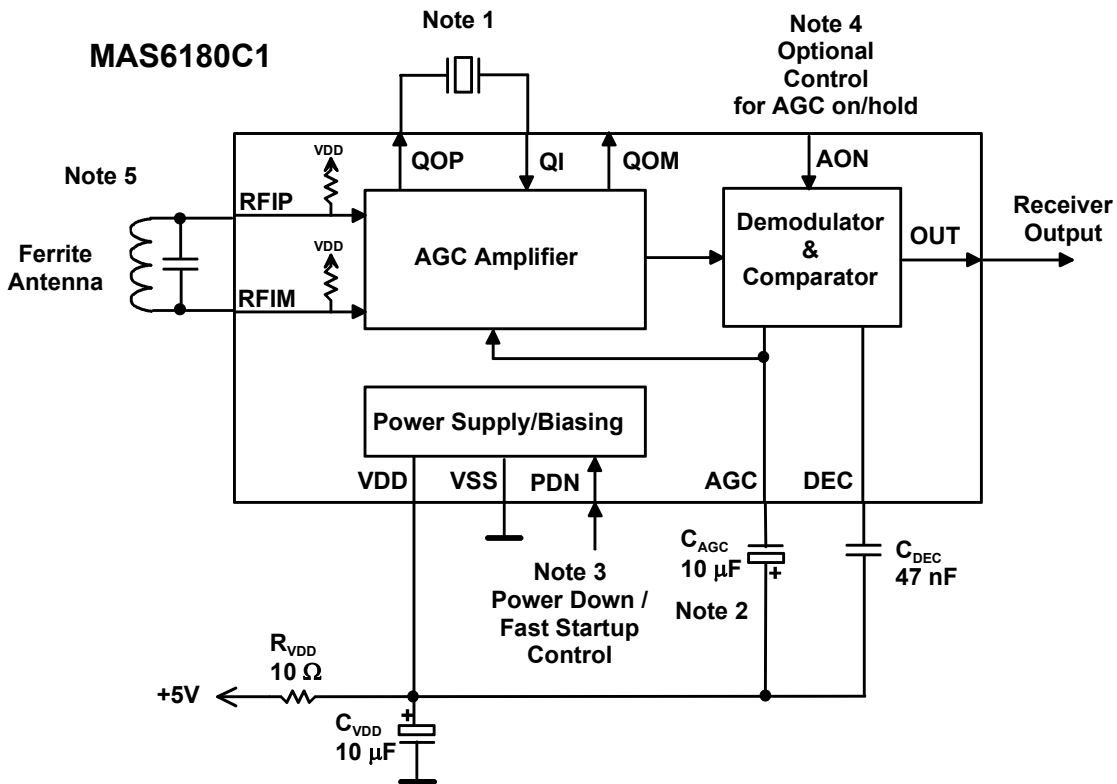 Note 1
MAS6180C1
Note 4
Optional
Control
for AGC on/hold
QOP
QI
QOM
AON
Note 5
VDD
RFIP
Ferrite
Antenna
VDD
RFIM
AGC Amplifier
Demodulator
&
Comparator
OUT
Receiver
Output
Power Supply/Biasing
VDD
VSS
PDN
AGC
DEC
Note 3
Power Down /
Fast Startup
Control
CAGC
10 μF
+
Note 2
CDEC
47 nF
RVDD
10 Ω
+5V
CVDD
10 μF
+